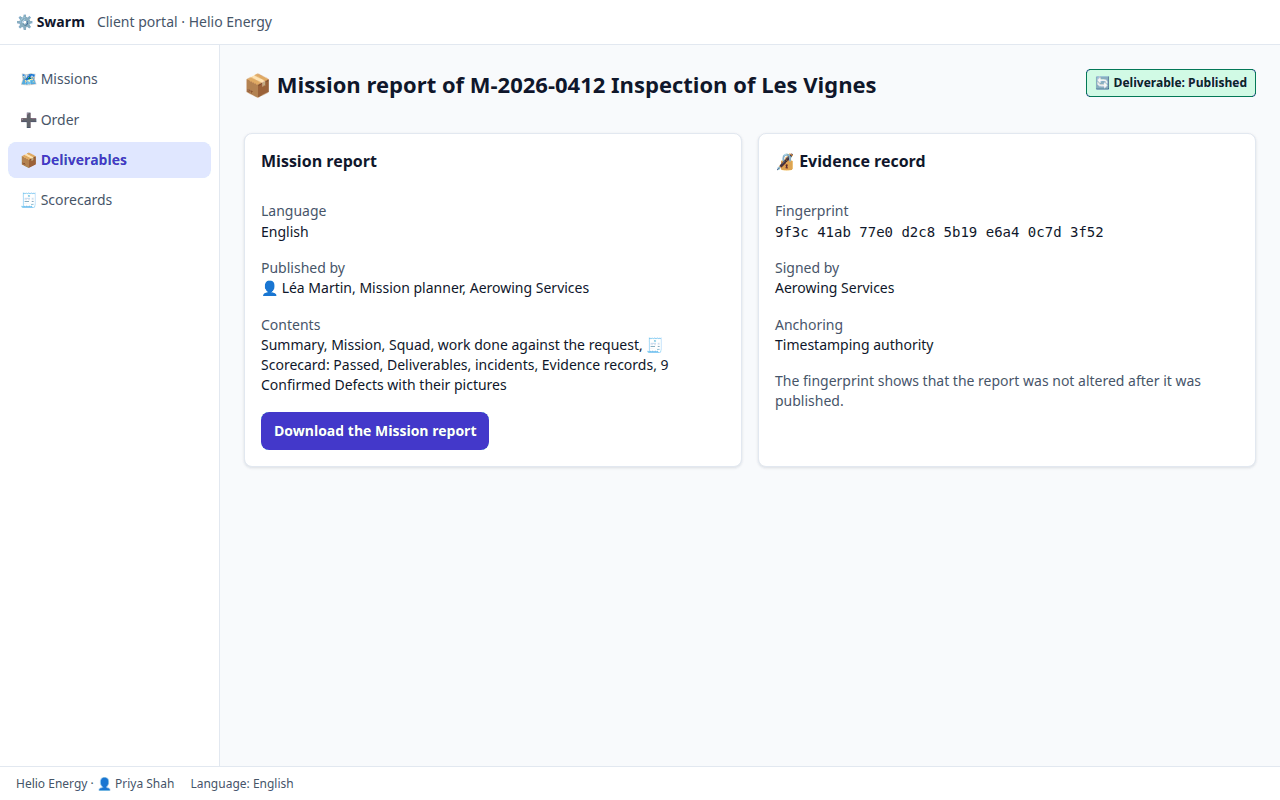 ⚙️ Swarm Client portal · Helio Energy
🗺️ Missions
➕ Order
📦 Deliverables
🧾 Scorecards
📦 Mission report of M-2026-0412 Inspection of Les Vignes
🔄 Deliverable: Published
Mission report
Language
English
Published by
👤 Léa Martin, Mission planner, Aerowing Services
Contents
Summary, Mission, Squad, work done against the request, 🧾
Scorecard: Passed, Deliverables, incidents, Evidence records, 9
Confirmed Defects with their pictures
Download the Mission report
🔏 Evidence record
Fingerprint
9f3c 41ab 77e0 d2c8 5b19 e6a4 0c7d 3f52
Signed by
Aerowing Services
Anchoring
Timestamping authority
The fingerprint shows that the report was not altered after it was
published.
Helio Energy · 👤 Priya Shah Language: English